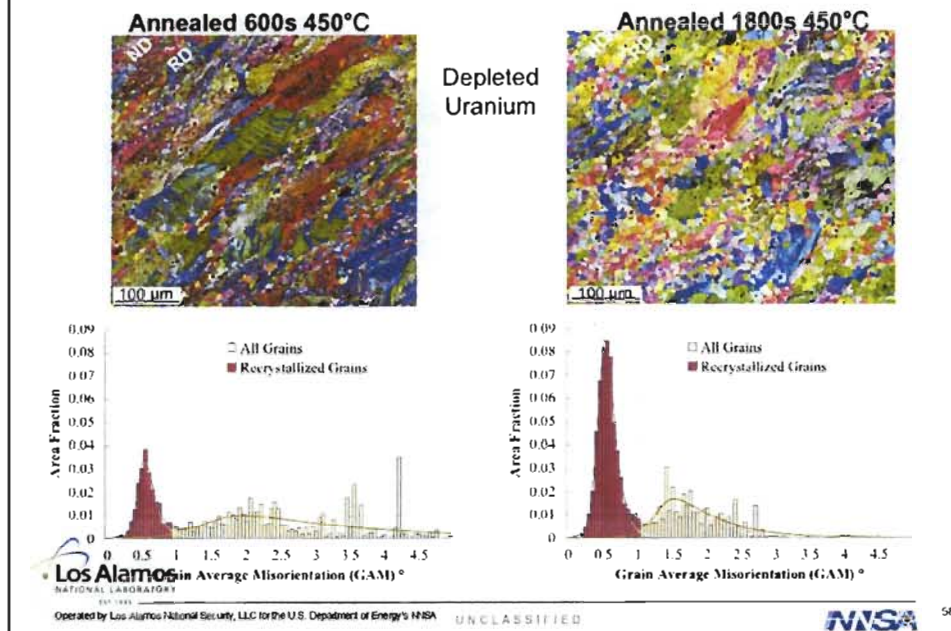 Annealed 600s 450°C
Annealed 1800s 450°C
ND
RD
ND
RD
Depleted
Uranium
100 µm
100 µm
0.09
0.08
0.07
0.06
0.05
0.04
0.03
0.02
0.01
0
Area Fraction
All Grains
Recrystallized Grains
0 0.5 1 1.5 2 2.5 3 3.5 4 4.5
Grain Average Misorientation (GAM) °
0.09
0.08
0.07
0.06
0.05
0.04
0.03
0.02
0.01
0
Area Fraction
All Grains
Recrystallized Grains
0 0.5 1 1.5 2 2.5 3 3.5 4 4.5
Grain Average Misorientation (GAM) °
Los Alamos
NATIONAL LABORATORY
Operated by Los Alamos National Security, LLC for the U.S. Department of Energy's NNSA
UNCLASSIFIED
NNSA